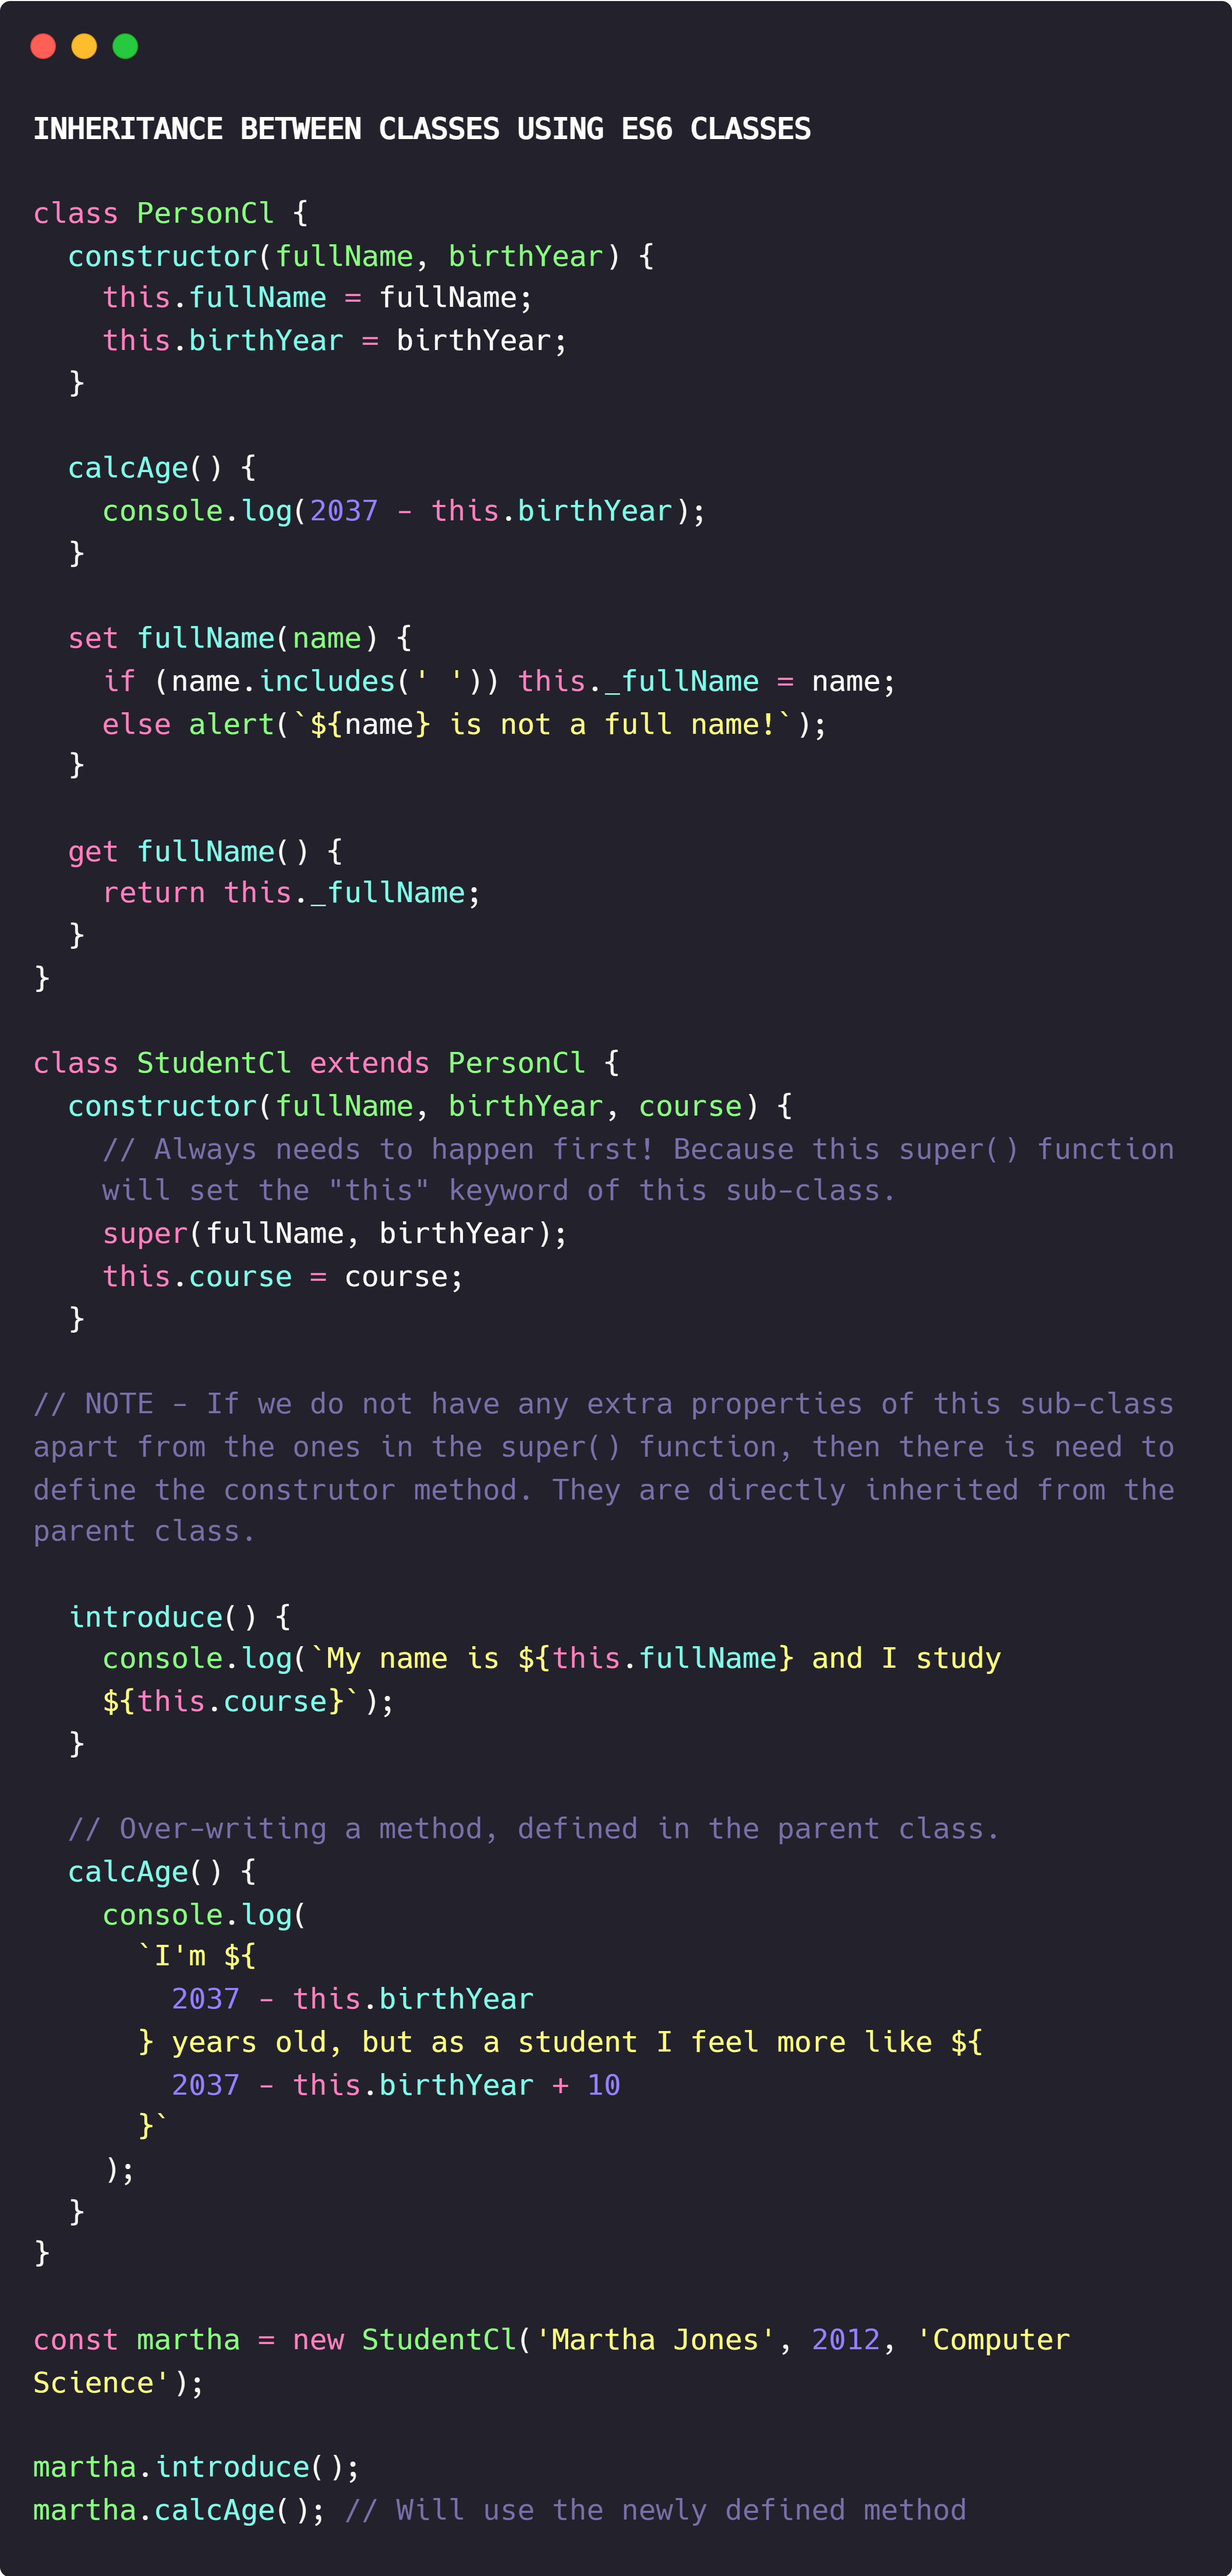 INHERITANCE BETWEEN CLASSES USING ES6 CLASSES

class PersonCl {
  constructor(fullName, birthYear) {
    this.fullName = fullName;
    this.birthYear = birthYear;
  }

  calcAge() {
    console.log(2037 - this.birthYear);
  }

  set fullName(name) {
    if (name.includes(' ')) this._fullName = name;
    else alert(`${name} is not a full name!`);
  }

  get fullName() {
    return this._fullName;
  }
}

class StudentCl extends PersonCl {
  constructor(fullName, birthYear, course) {
    // Always needs to happen first! Because this super() function
    will set the "this" keyword of this sub-class.
    super(fullName, birthYear);
    this.course = course;
  }

// NOTE - If we do not have any extra properties of this sub-class
apart from the ones in the super() function, then there is need to
define the construtor method. They are directly inherited from the
parent class.

  introduce() {
    console.log(`My name is ${this.fullName} and I study
    ${this.course}`);
  }

  // Over-writing a method, defined in the parent class.
  calcAge() {
    console.log(
      `I'm ${
        2037 - this.birthYear
      } years old, but as a student I feel more like ${
        2037 - this.birthYear + 10
      }`
    );
  }
}

const martha = new StudentCl('Martha Jones', 2012, 'Computer
Science');

martha.introduce();
martha.calcAge(); // Will use the newly defined method